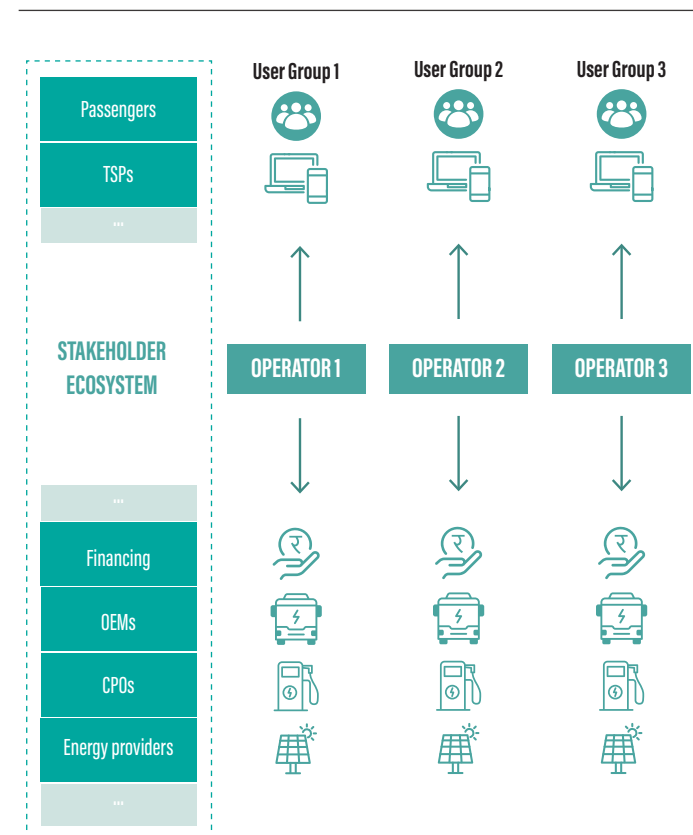 User Group 1
User Group 2
User Group 3
Passengers
TSPs
...
STAKEHOLDER
ECOSYSTEM
OPERATOR 1
OPERATOR 2
OPERATOR 3
...
₹
₹
₹
Financing
OEMs
CPOs
Energy providers
...